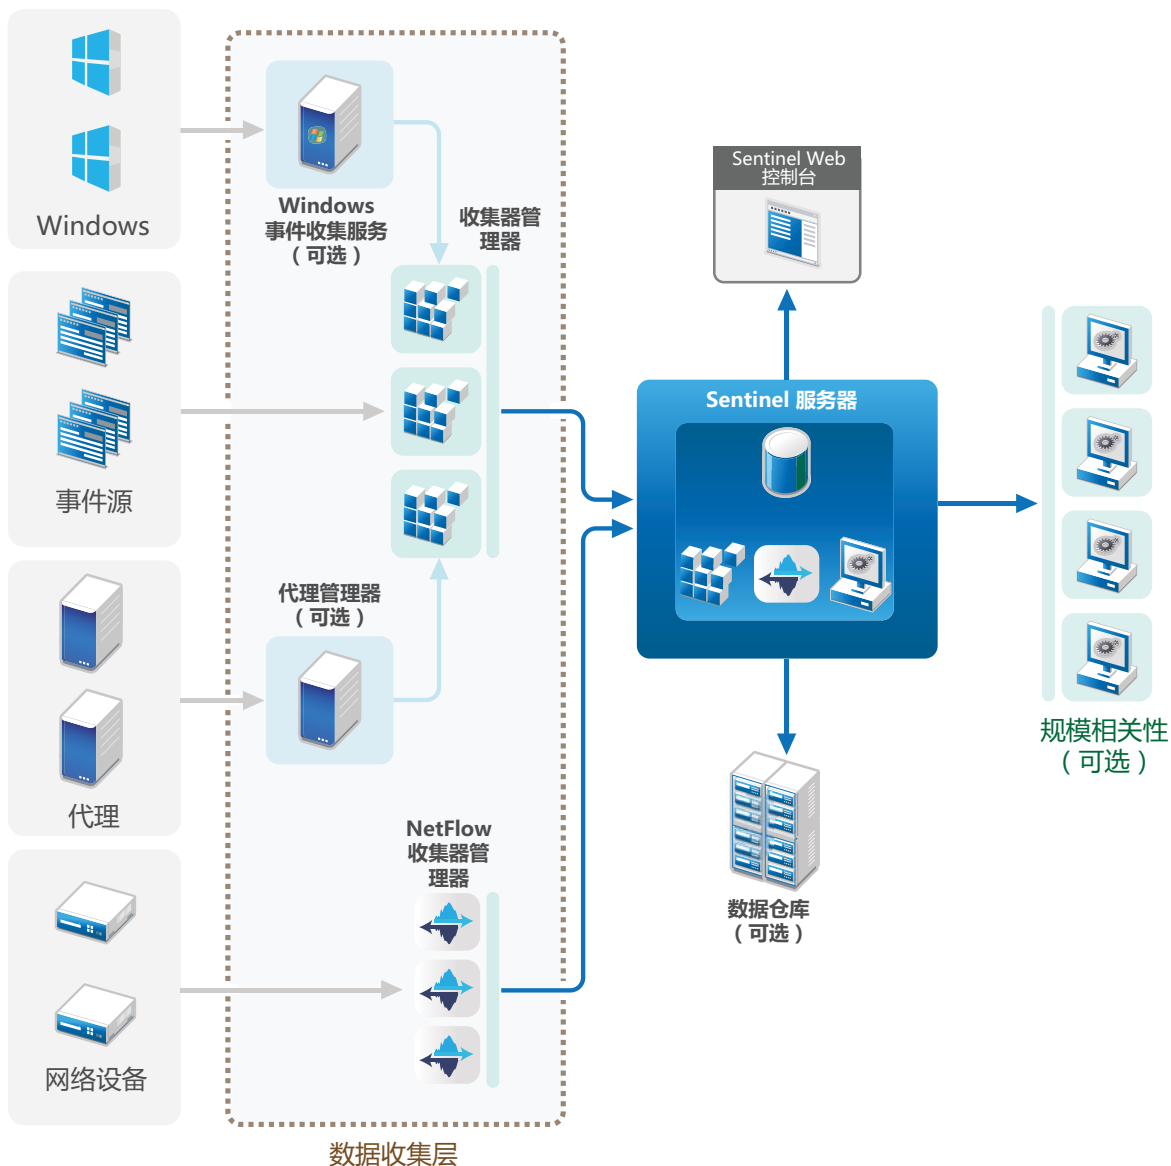 Windows
Windows
事件收集服务
（可选）
收集器管
理器
事件源
代理管理器
（可选）
代理
NetFlow
收集器管
理器
网络设备
数据收集层
Sentinel Web
控制台
Sentinel 服务器
数据仓库
（可选）
规模相关性
（可选）